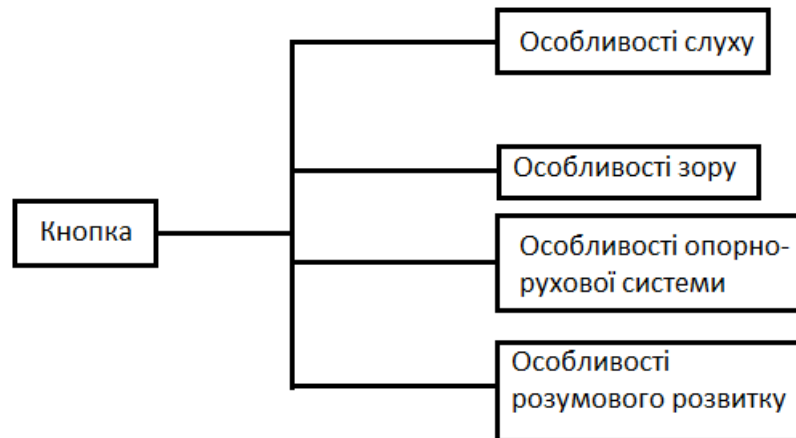 Особливості слуху
Особливості зору
Кнопка
Особливості опорно-
рухової системи
Особливості
розумового розвитку